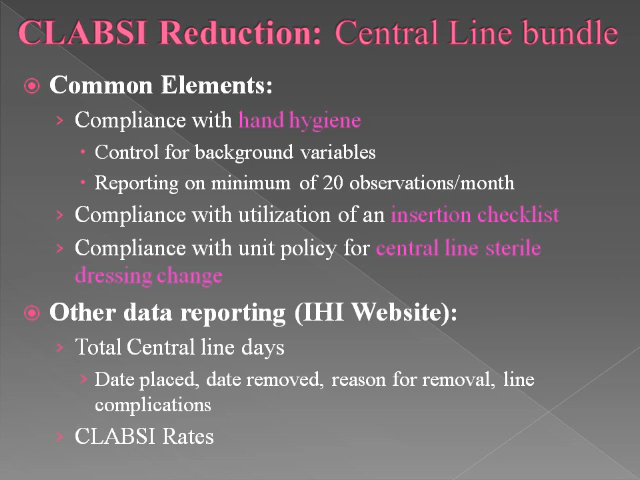 CLABSI Reduction: Central Line bundle
Common Elements:
Compliance with hand hygiene
Control for background variables
Reporting on minimum of 20 observations/month
Compliance with utilization of an insertion checklist
Compliance with unit policy for central line sterile
dressing change
Other data reporting (IHI Website):
Total Central line days
Date placed, date removed, reason for removal, line
complications
CLABSI Rates